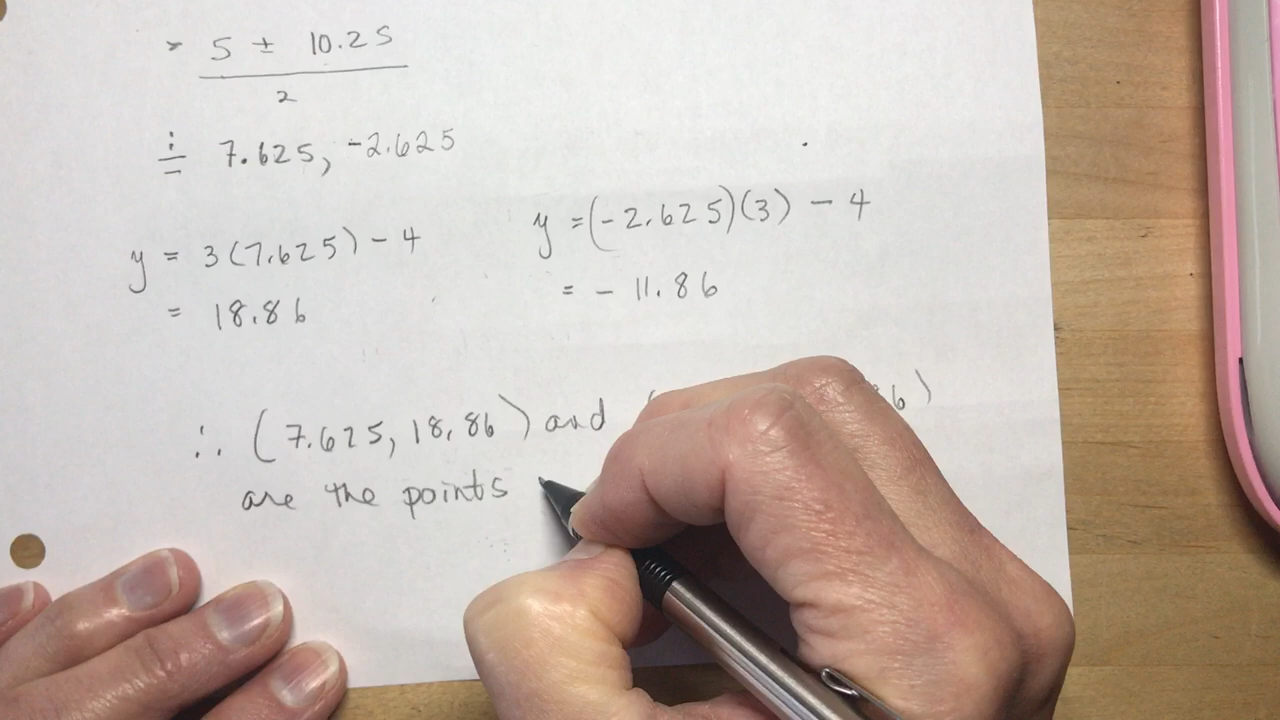 = 5 ± 10.25
2
≐ 7.625, -2.625
y = 3(7.625) - 4
= 18.86
y = (-2.625)(3) - 4
= - 11.86
∴ (7.625, 18.86) and ( 6)
are the points